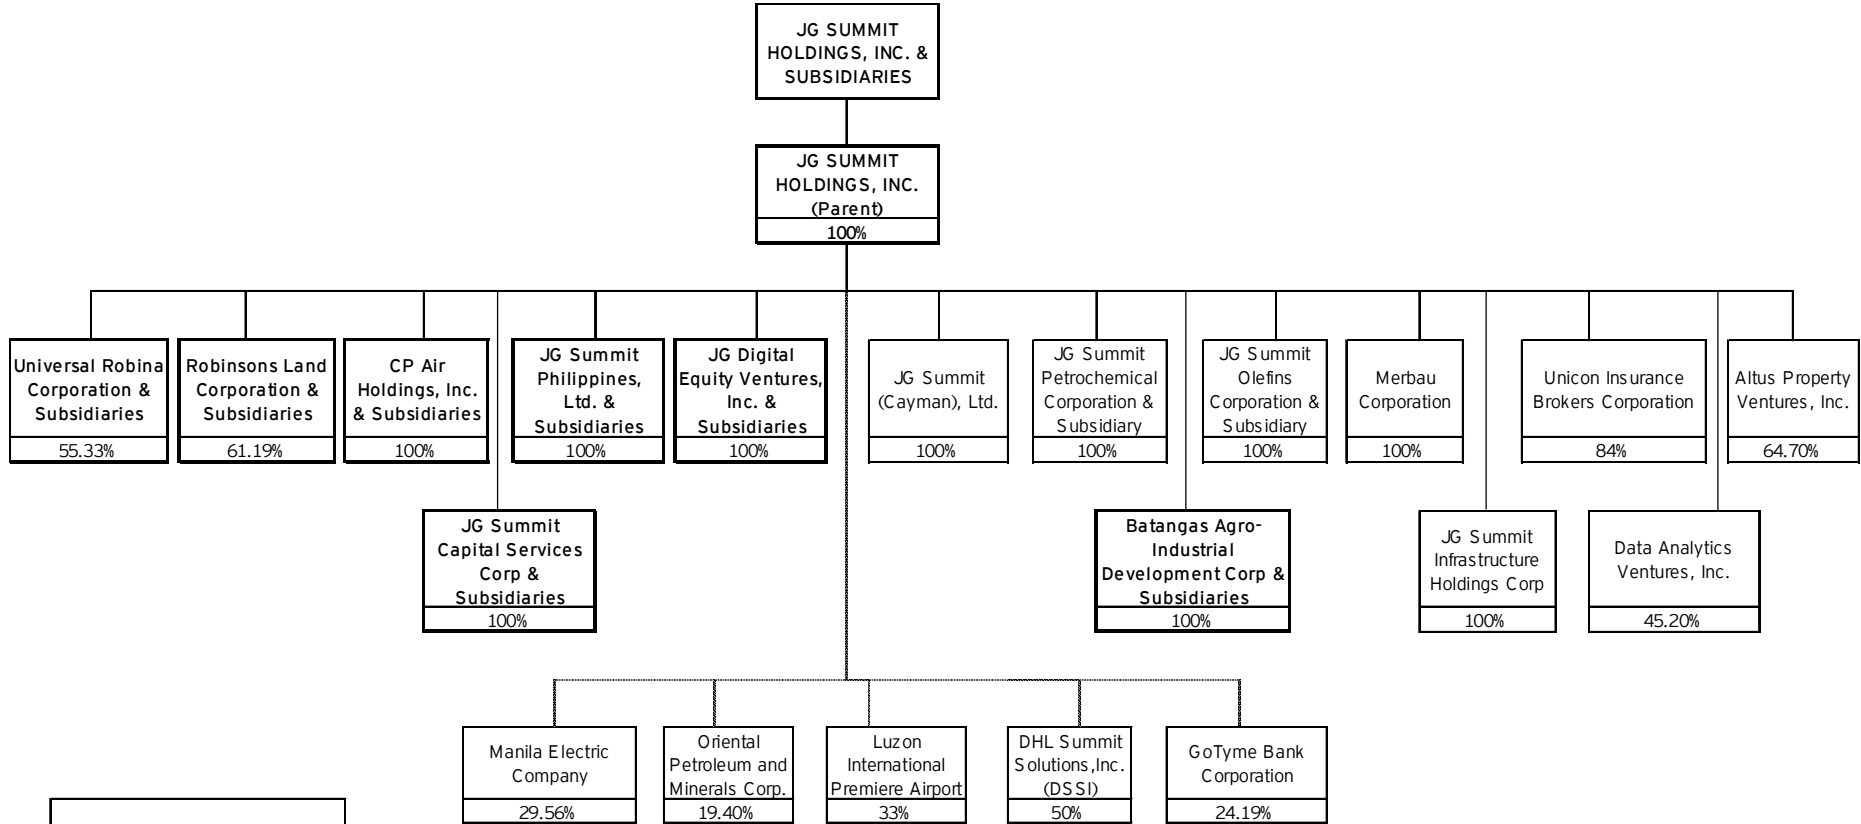 JG SUMMIT
HOLDINGS, INC. &
SUBSIDIARIES
JG SUMMIT
HOLDINGS, INC.
(Parent)
100%
Universal Robina
Corporation &
Subsidiaries
55.33%
Robinsons Land
Corporation &
Subsidiaries
61.19%
CP Air
Holdings, Inc.
& Subsidiaries
100%
JG Summit
Philippines,
Ltd. &
Subsidiaries
100%
JG Digital
Equity Ventures,
Inc. &
Subsidiaries
100%
JG Summit
(Cayman), Ltd.
100%
JG Summit
Petrochemical
Corporation &
Subsidiary
100%
JG Summit
Olefins
Corporation &
Subsidiary
100%
Merbau
Corporation
100%
Unicon Insurance
Brokers Corporation
84%
Altus Property
Ventures, Inc.
64.70%
JG Summit
Capital Services
Corp &
Subsidiaries
100%
Batangas Agro-
Industrial
Development Corp &
Subsidiaries
100%
JG Summit
Infrastructure
Holdings Corp
100%
Data Analytics
Ventures, Inc.
45.20%
Manila Electric
Company
29.56%
Oriental
Petroleum and
Minerals Corp.
19.40%
Luzon
International
Premiere Airport
33%
DHL Summit
Solutions,Inc.
(DSSI)
50%
GoTyme Bank
Corporation
24.19%